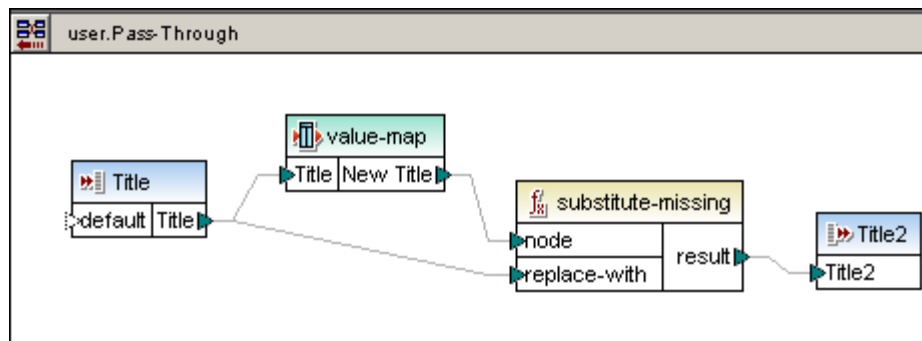 user.Pass-Through
value-map
Title New Title
Title
default Title
fx substitute-missing
node
replace-with
result
Title2
Title2